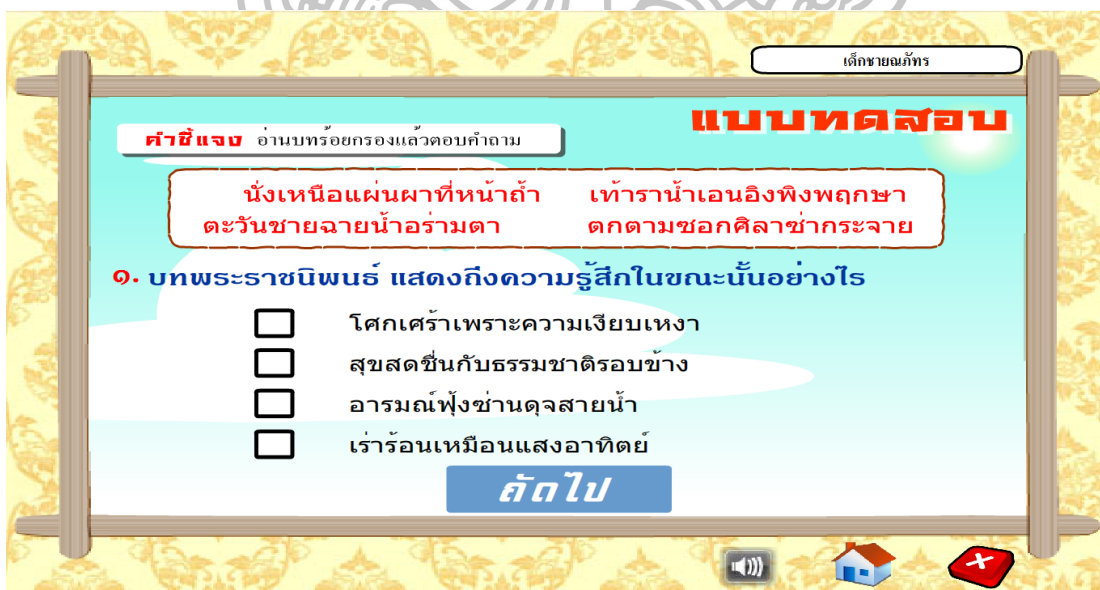 เด็กชายณภัทร
แบบทดสอบ
คำชี้แจง อ่านบทร้อยกรองแล้วตอบคำถาม
นั่งเหนือแผ่นผาที่หน้าถ้ำ เท้าราน้ำเอนอิงพิงพฤกษา
ตะวันชายฉายน้ำอร่ามตา ตกตามซอกศิลาซ่ากระจาย
๑. บทพระราชนิพนธ์ แสดงถึงความรู้สึกในขณะนั้นอย่างไร
โศกเศร้าเพราะความเงียบเหงา
สุขสดชื่นกับธรรมชาติรอบข้าง
อารมณ์ฟุ้งซ่านดุจสายน้ำ
เร่าร้อนเหมือนแสงอาทิตย์
ถัดไป